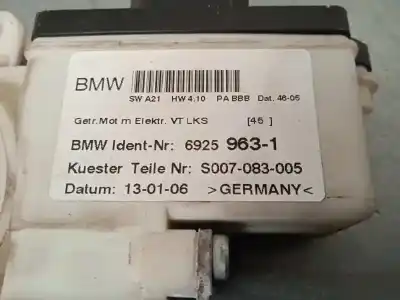 BMW
SW A21 HW 4.10 PA BBB Dat. 46-05
Getr.Mot m Elektr. VT LKS [45]
BMW Ident-Nr: 6925 963-1
Kuester Teile Nr: S007-083-005
Datum: 13-01-06 >GERMANY<